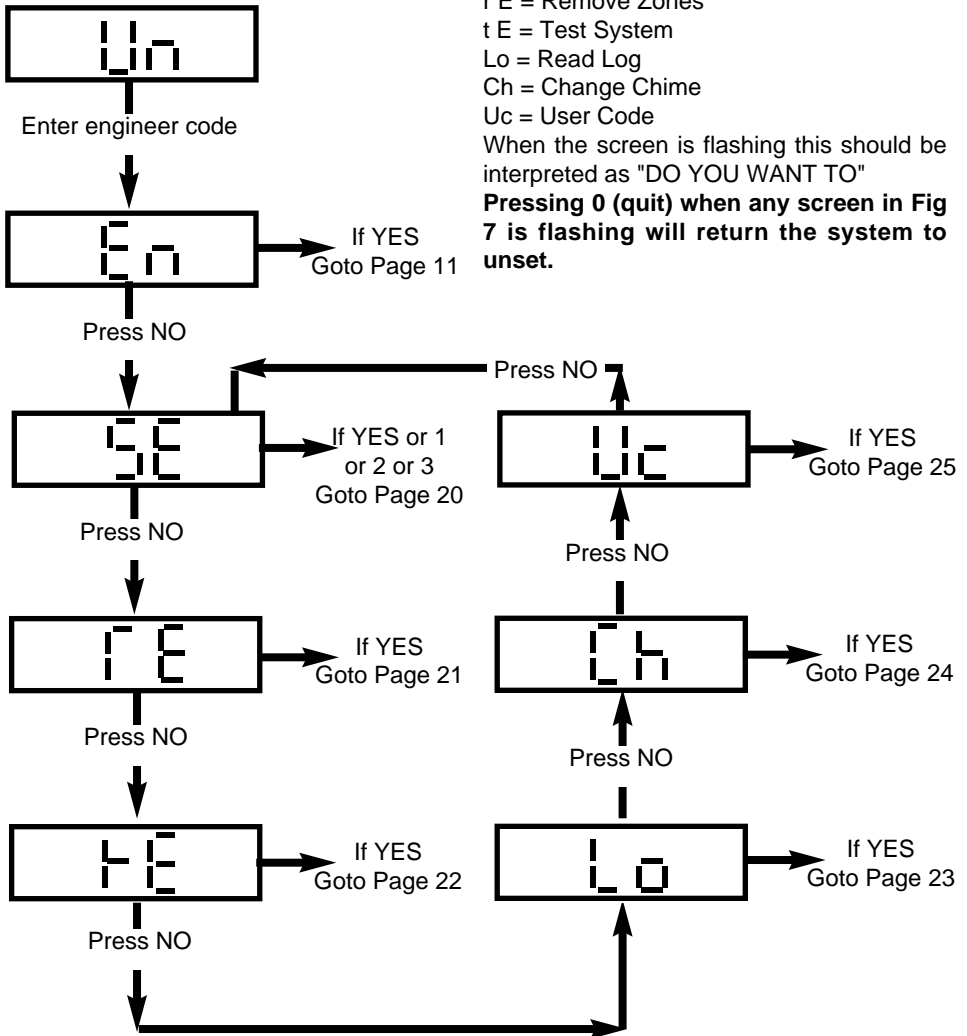 r E = Remove Zones
t E = Test System
Lo = Read Log
Ch = Change Chime
Uc = User Code
When the screen is flashing this should be
interpreted as "DO YOU WANT TO"
Pressing 0 (quit) when any screen in Fig
7 is flashing will return the system to
unset.
Un
Enter engineer code
En
If YES
Goto Page 11
Press NO
SE
If YES or 1
or 2 or 3
Goto Page 20
Press NO
rE
If YES
Goto Page 21
Press NO
tE
If YES
Goto Page 22
Press NO
Lo
If YES
Goto Page 23
Press NO
Ch
If YES
Goto Page 24
Press NO
Uc
If YES
Goto Page 25
Press NO